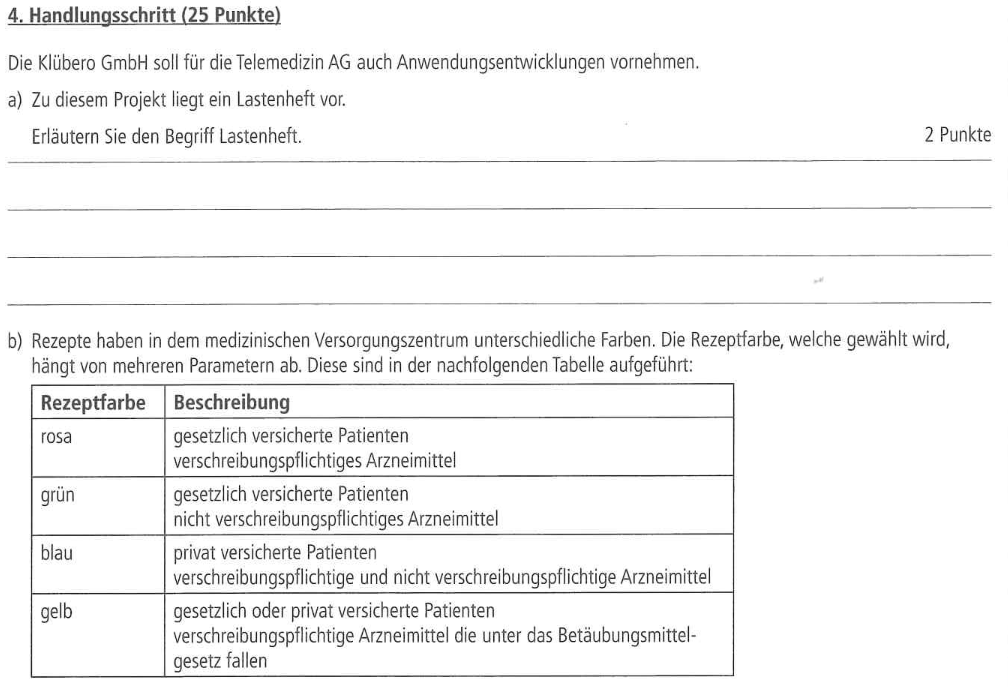 4. Handlungsschritt (25 Punkte)
Die Klübero GmbH soll für die Telemedizin AG auch Anwendungsentwicklungen vornehmen.
a) Zu diesem Projekt liegt ein Lastenheft vor.
Erläutern Sie den Begriff Lastenheft. 2 Punkte
b) Rezepte haben in dem medizinischen Versorgungszentrum unterschiedliche Farben. Die Rezeptfarbe, welche gewählt wird,
hängt von mehreren Parametern ab. Diese sind in der nachfolgenden Tabelle aufgeführt:
Rezeptfarbe Beschreibung
rosa gesetzlich versicherte Patienten
verschreibungspflichtiges Arzneimittel
grün gesetzlich versicherte Patienten
nicht verschreibungspflichtiges Arzneimittel
blau privat versicherte Patienten
verschreibungspflichtige und nicht verschreibungspflichtige Arzneimittel
gelb gesetzlich oder privat versicherte Patienten
verschreibungspflichtige Arzneimittel die unter das Betäubungsmittel-
gesetz fallen